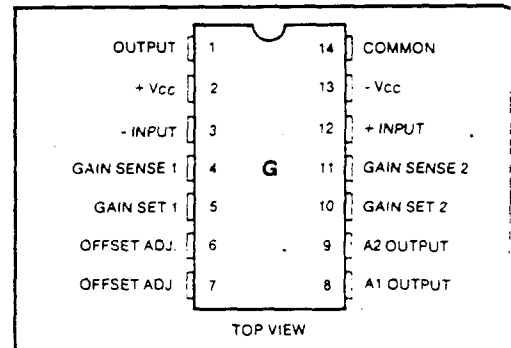 OUTPUT 1 14 COMMON
+ Vcc 2 13 - Vcc
- INPUT 3 12 + INPUT
GAIN SENSE 1 4 G 11 GAIN SENSE 2
GAIN SET 1 5 10 GAIN SET 2
OFFSET ADJ. 6 9 A2 OUTPUT
OFFSET ADJ 7 8 A1 OUTPUT
TOP VIEW